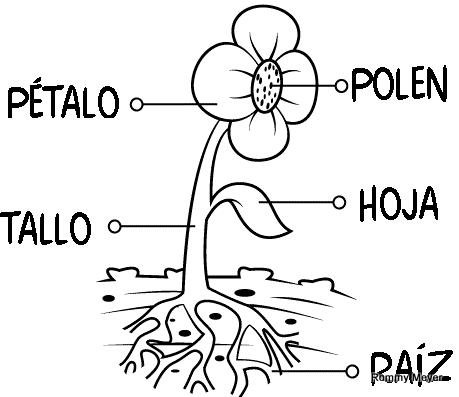 PÉTALO
POLEN
TALLO
HOJA
RAÍZ
Rommy Meyer